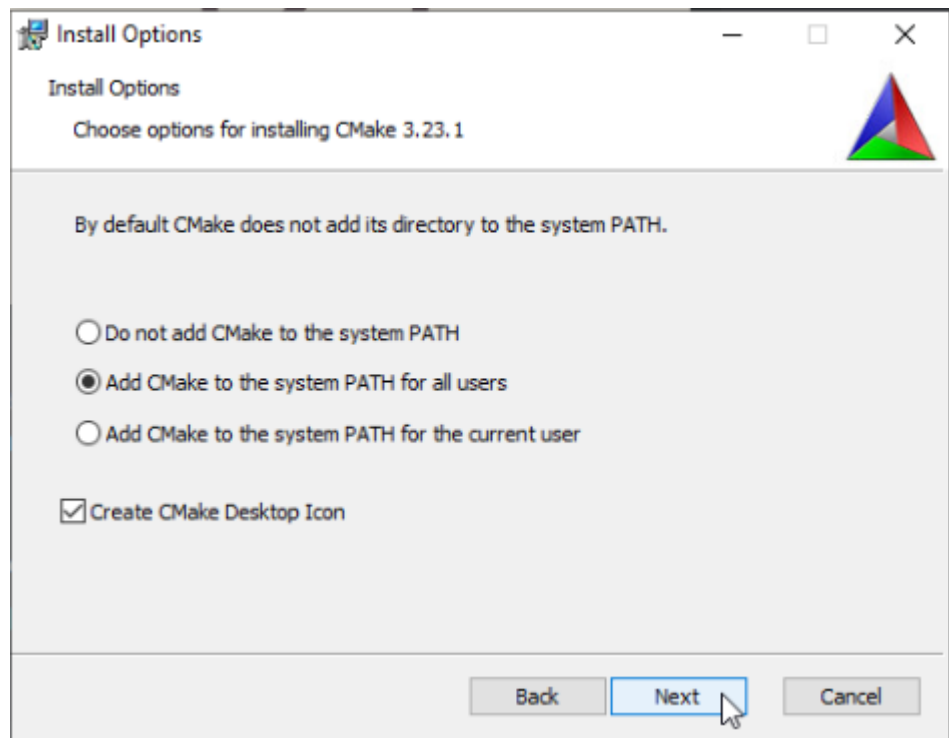 Install Options
Install Options
Choose options for installing CMake 3.23.1
By default CMake does not add its directory to the system PATH.
Do not add CMake to the system PATH
Add CMake to the system PATH for all users
Add CMake to the system PATH for the current user
Create CMake Desktop Icon
Back Next Cancel